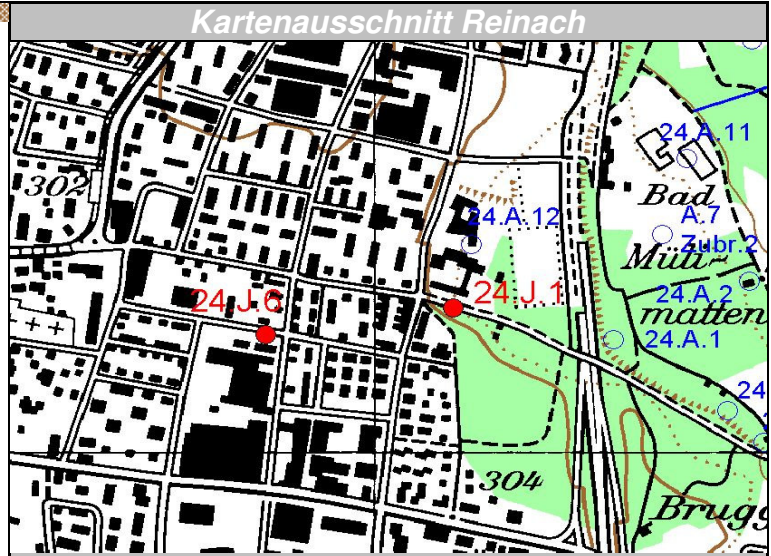 Kartenausschnitt Reinach
24.A.11
302
Bad
24.A.12
A.7
Zubr.2
Müli-
24.J.6
24.J.1
24.A.2
matten
24.A.1
24
304
Brugg